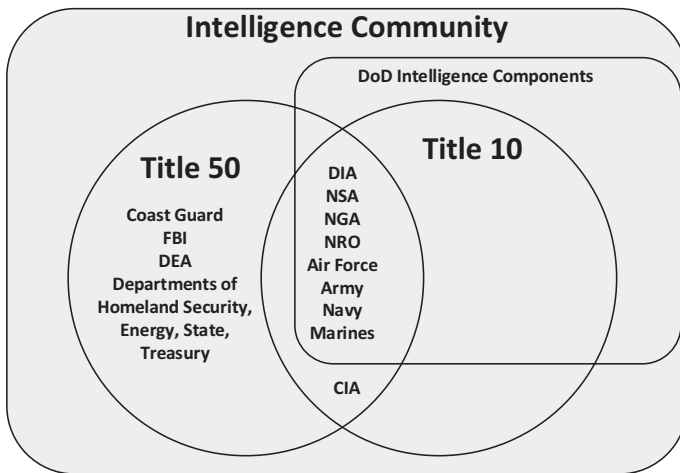 Intelligence Community
DoD Intelligence Components
Title 50
Title 10
Coast Guard
FBI
DEA
Departments of
Homeland Security,
Energy, State,
Treasury
DIA
NSA
NGA
NRO
Air Force
Army
Navy
Marines
CIA